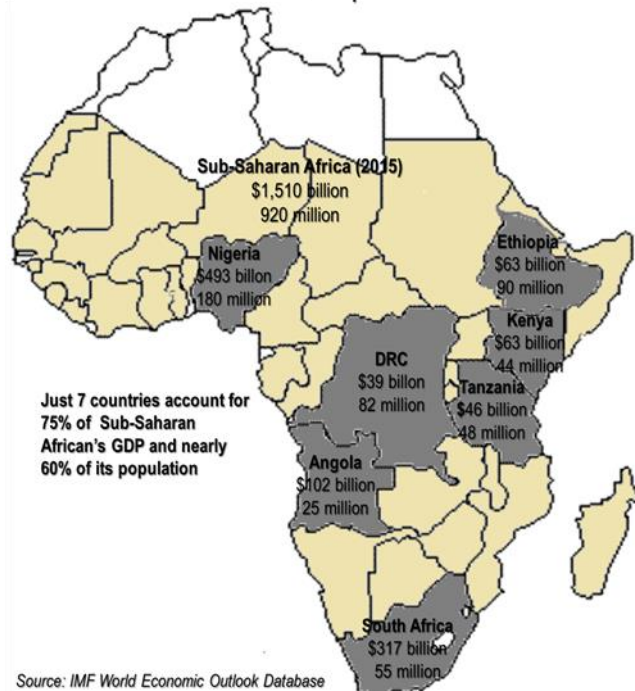 Sub-Saharan Africa (2015)
$1,510 billion
920 million
Nigeria
$493 billon
180 million
Ethiopia
$63 billion
90 million
Kenya
$63 billion
44 million
DRC
$39 billon
82 million
Tanzania
$46 billion
48 million
Just 7 countries account for
75% of Sub-Saharan
African's GDP and nearly
60% of its population
Angola
$102 billion
25 million
South Africa
$317 billion
55 million
Source: IMF World Economic Outlook Database